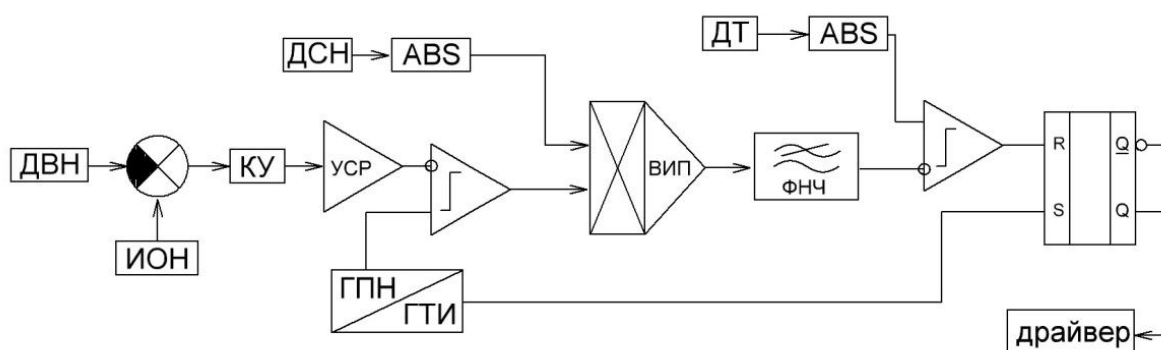 ДСН
ABS
ДТ
ABS
ДВН
КУ
УСР
ВИП
ФНЧ
R
Q
S
Q
ИОН
ГПН
ГТИ
драйвер